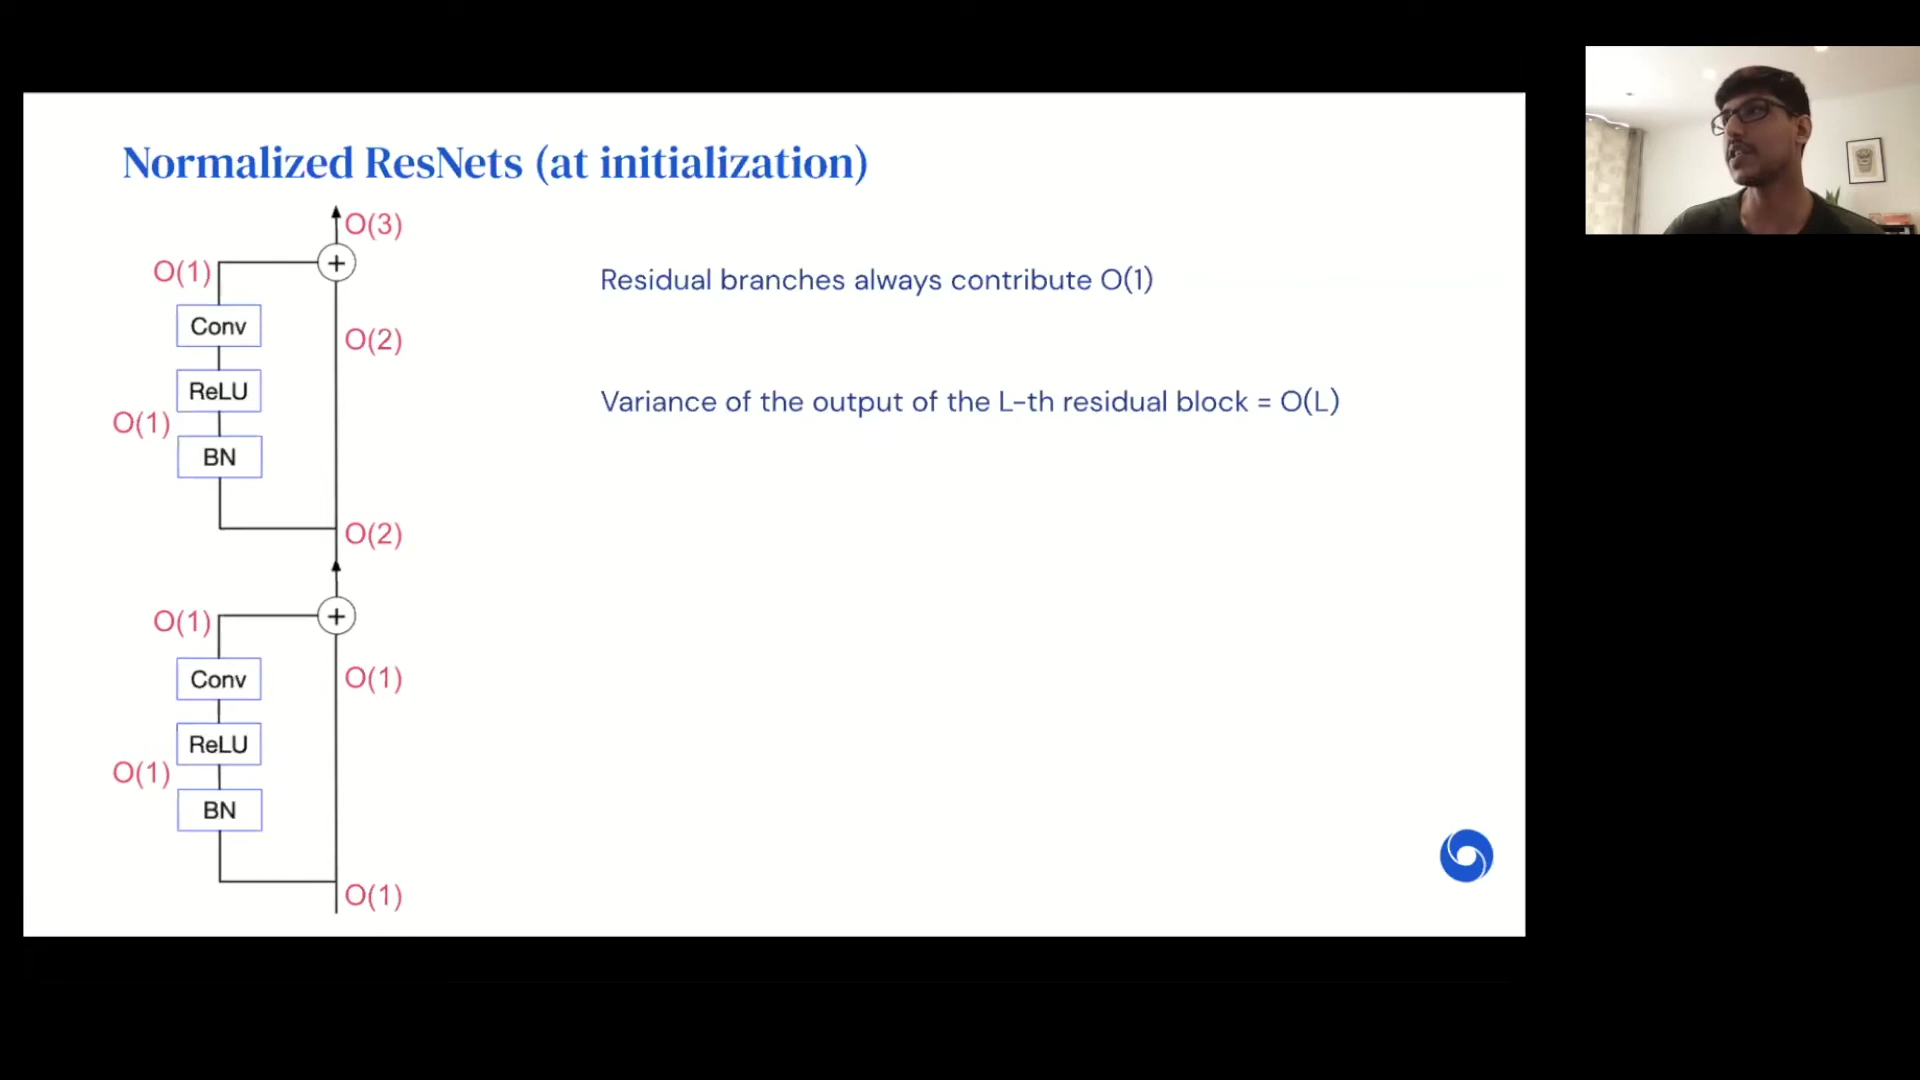 Normalized ResNets (at initialization)
O(3)
+
O(1)
Conv
O(2)
ReLU
O(1)
BN
O(2)
+
O(1)
Conv
O(1)
ReLU
O(1)
BN
O(1)
Residual branches always contribute O(1)
Variance of the output of the L-th residual block = O(L)